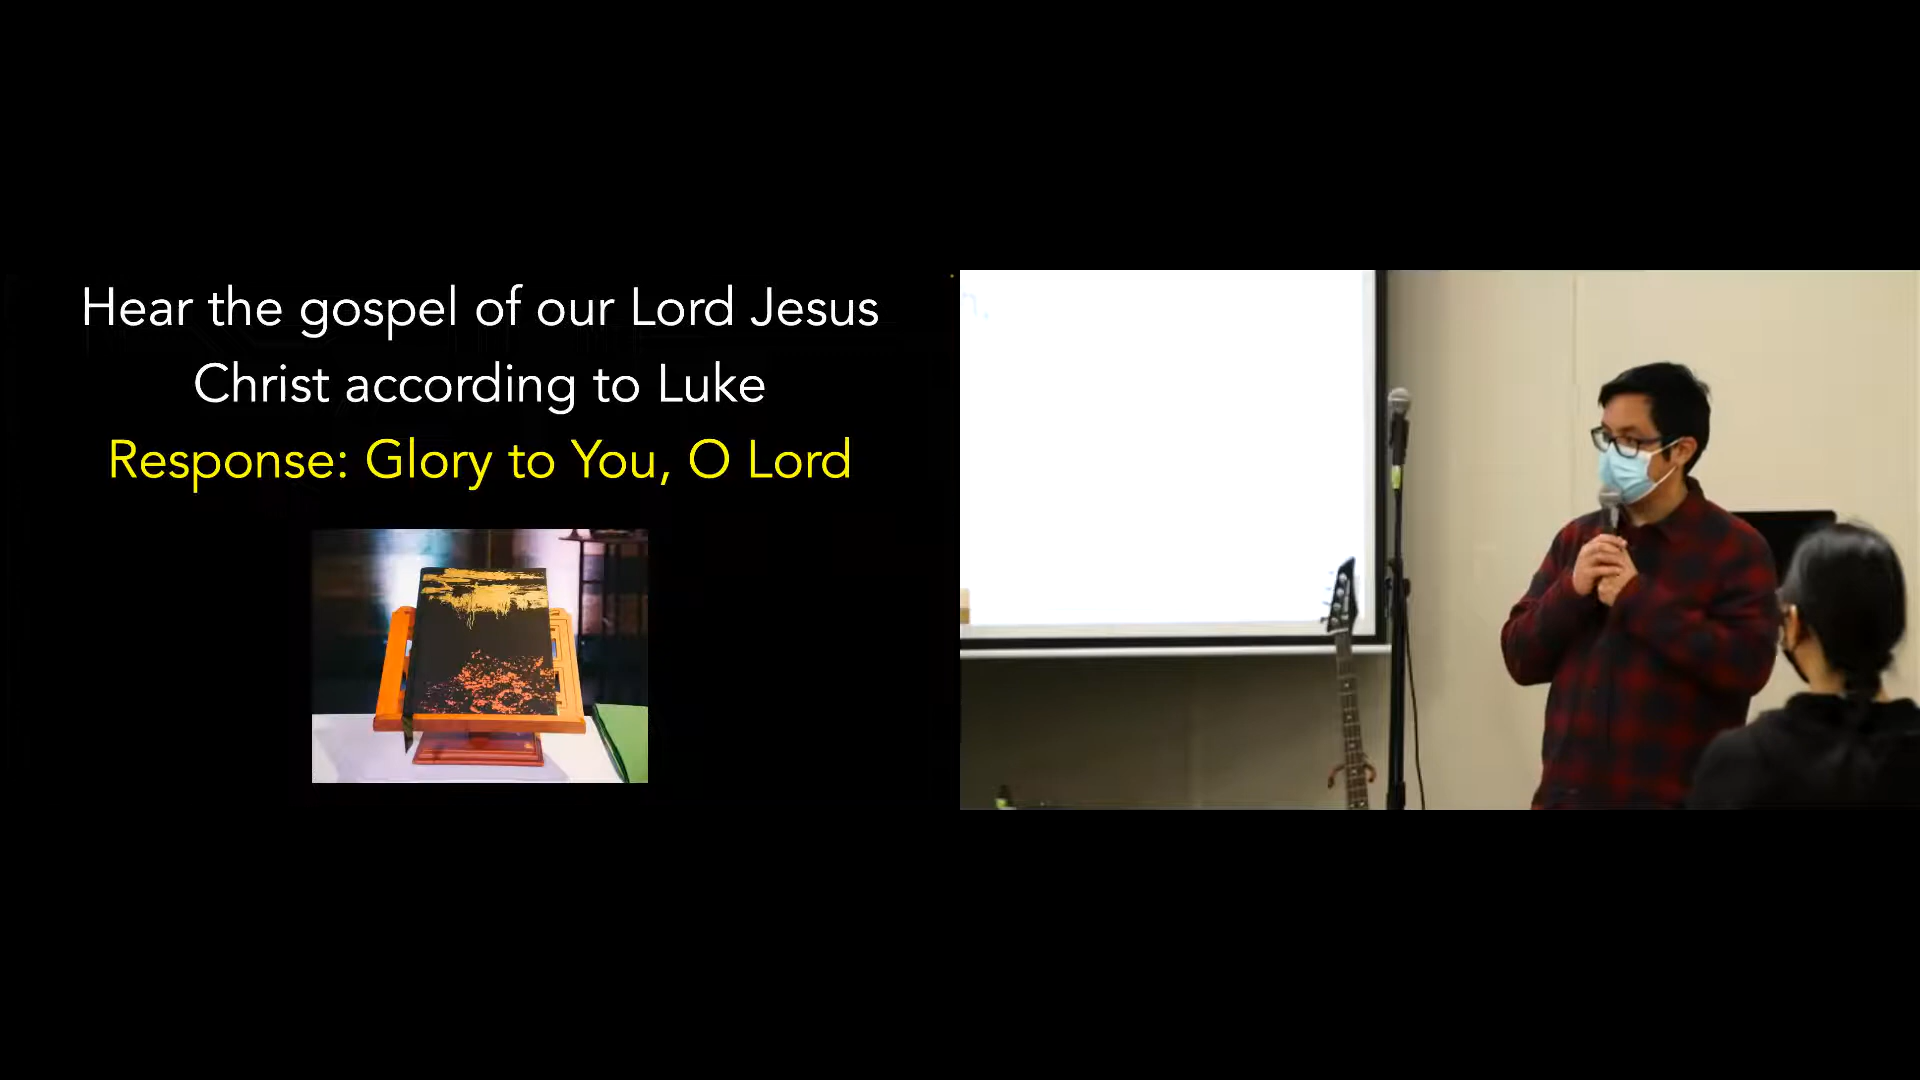 Hear the gospel of our Lord Jesus
Christ according to Luke
Response: Glory to You, O Lord